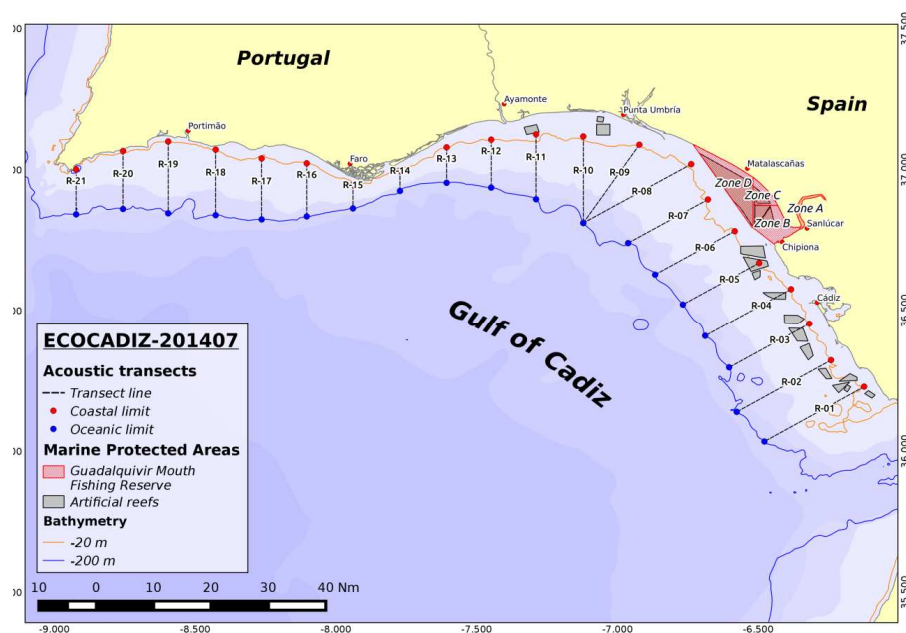 Portugal
Spain
Gulf of Cadiz
Ayamonte
Punta Umbría
Portimão
Faro
Matalascañas
Sanlúcar
Chipiona
Cádiz
Zone D
Zone C
Zone A
Zone B
R-21
R-20
R-19
R-18
R-17
R-16
R-15
R-14
R-13
R-12
R-11
R-10
R-09
R-08
R-07
R-06
R-05
R-04
R-03
R-02
R-01
ECOCADIZ-201407
Acoustic transects
Transect line
Coastal limit
Oceanic limit
Marine Protected Areas
Guadalquivir Mouth
Fishing Reserve
Artificial reefs
Bathymetry
-20 m
-200 m
10 0 10 20 30 40 Nm
-9.000 -8.500 -8.000 -7.500 -7.000 -6.500
37.500
37.000
36.500
36.000
35.500